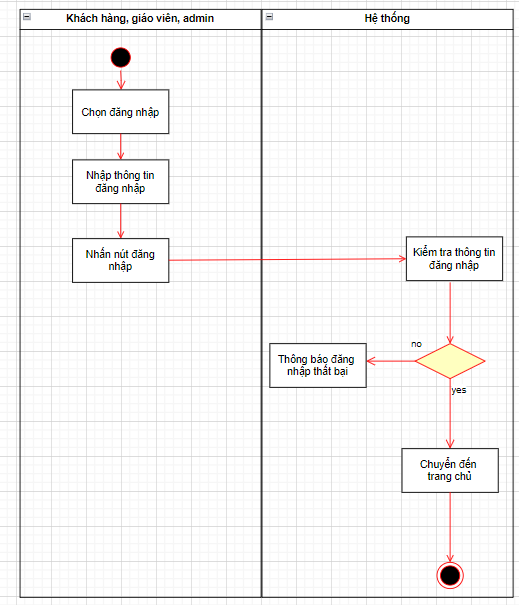 Khách hàng, giáo viên, admin
Hệ thống
Chọn đăng nhập
Nhập thông tin
đăng nhập
Nhấn nút đăng
nhập
Kiểm tra thông tin
đăng nhập
no
Thông báo đăng
nhập thất bại
yes
Chuyển đến
trang chủ